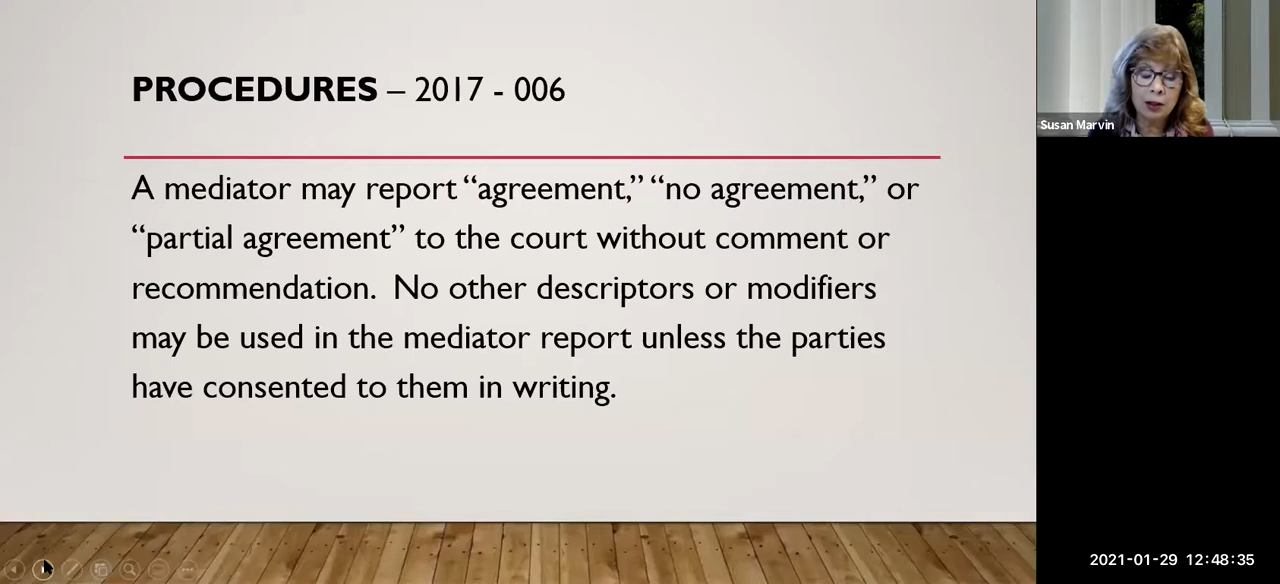 PROCEDURES – 2017 - 006
A mediator may report “agreement,” “no agreement,” or
“partial agreement” to the court without comment or
recommendation.  No other descriptors or modifiers
may be used in the mediator report unless the parties
have consented to them in writing.
Susan Marvin
2021-01-29 12:48:35